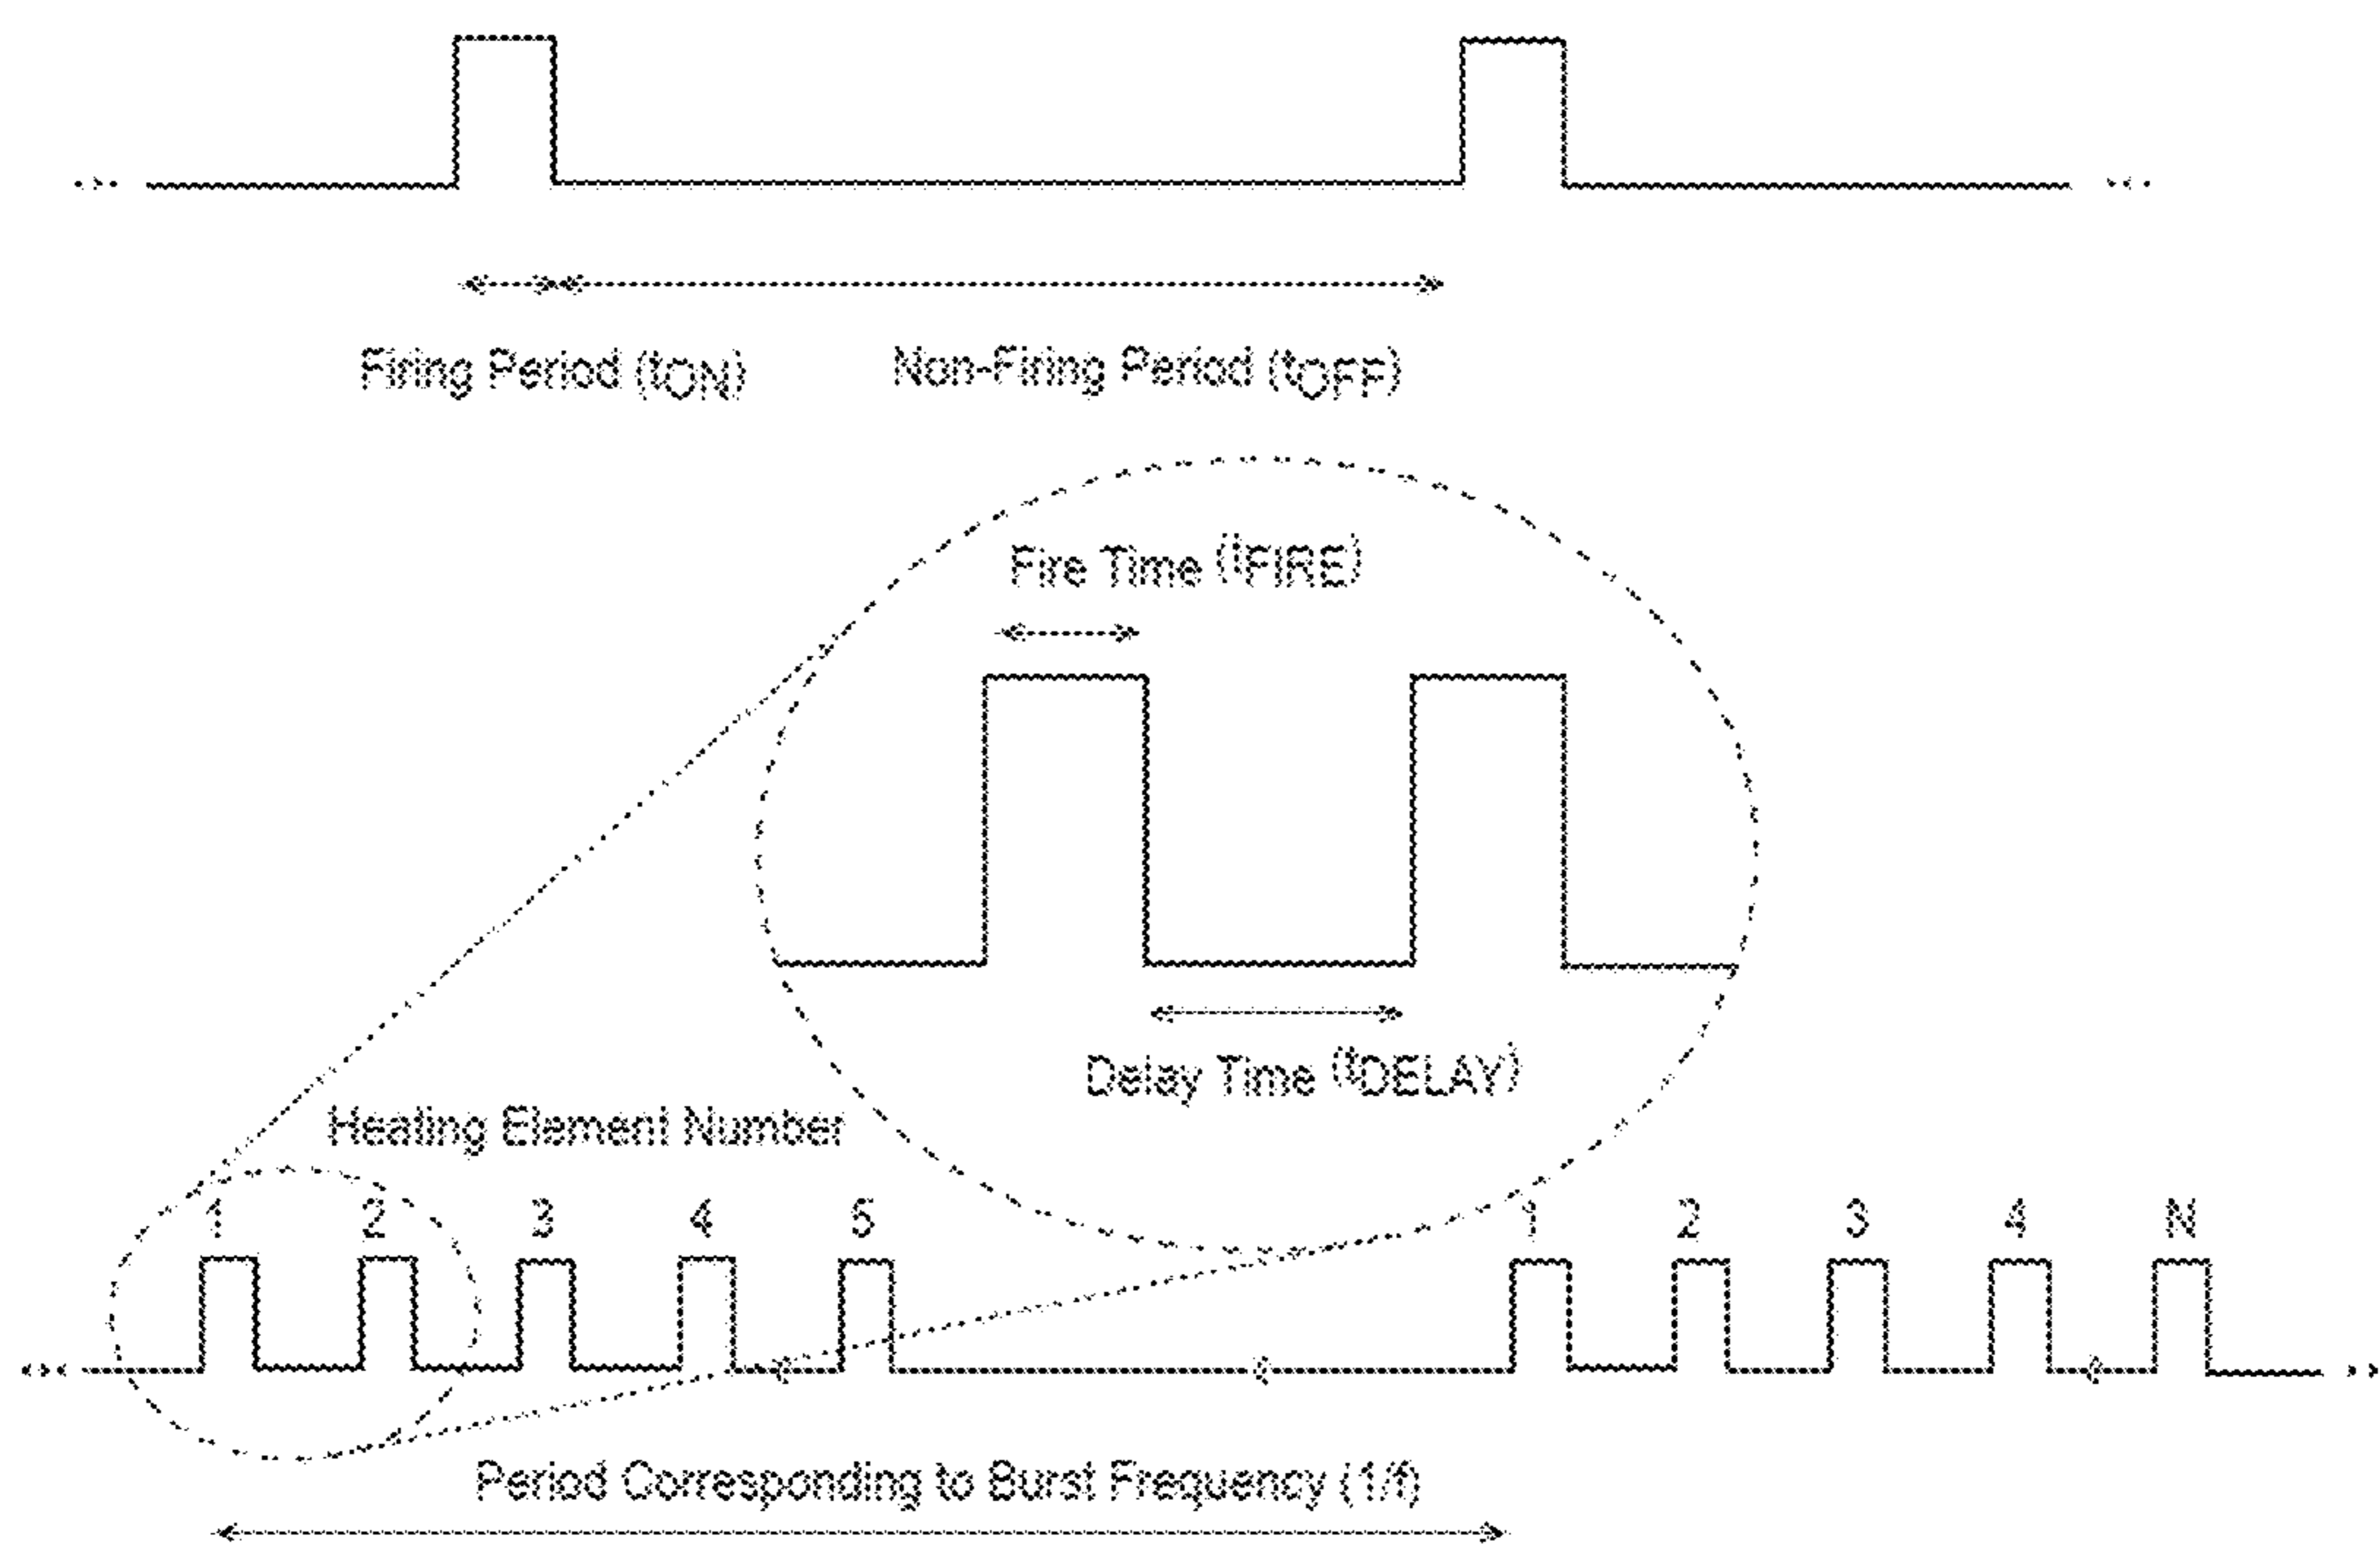 Firing Period (tON) Non-Firing Period (tOFF)
Fire Time (tFIRE)
Delay Time (tDELAY)
Heating Element Number
1 2 3 4 5 1 2 3 4 N
Period Corresponding to Burst Frequency (1/f)